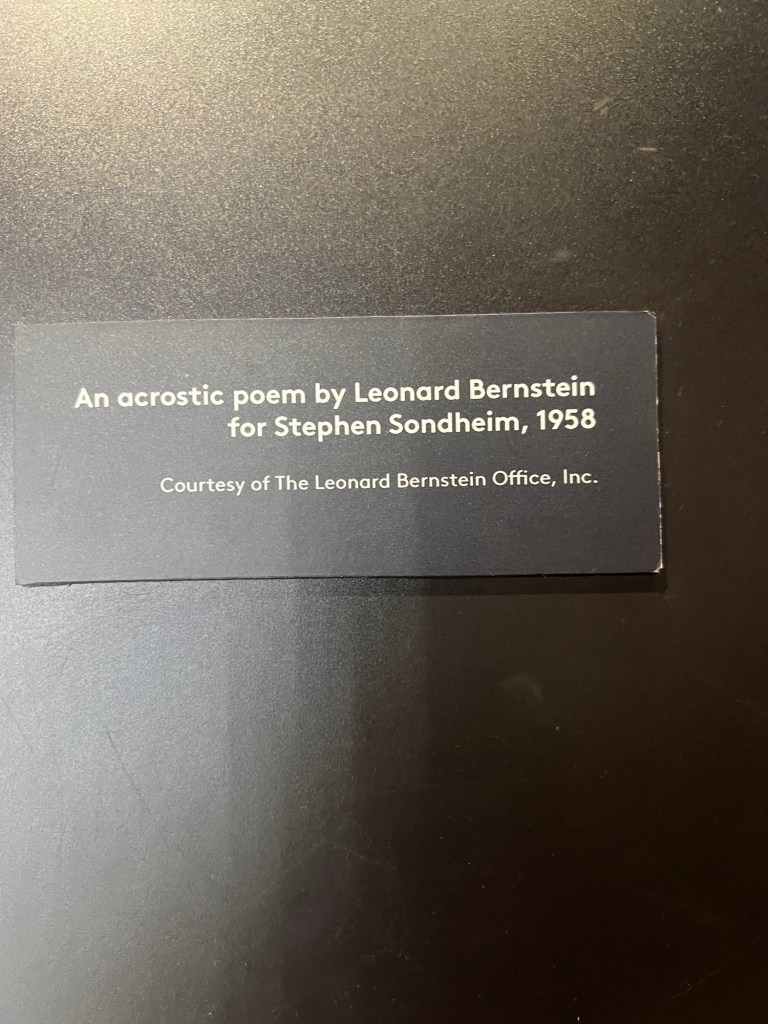 An acrostic poem by Leonard Bernstein
for Stephen Sondheim, 1958
Courtesy of The Leonard Bernstein Office, Inc.